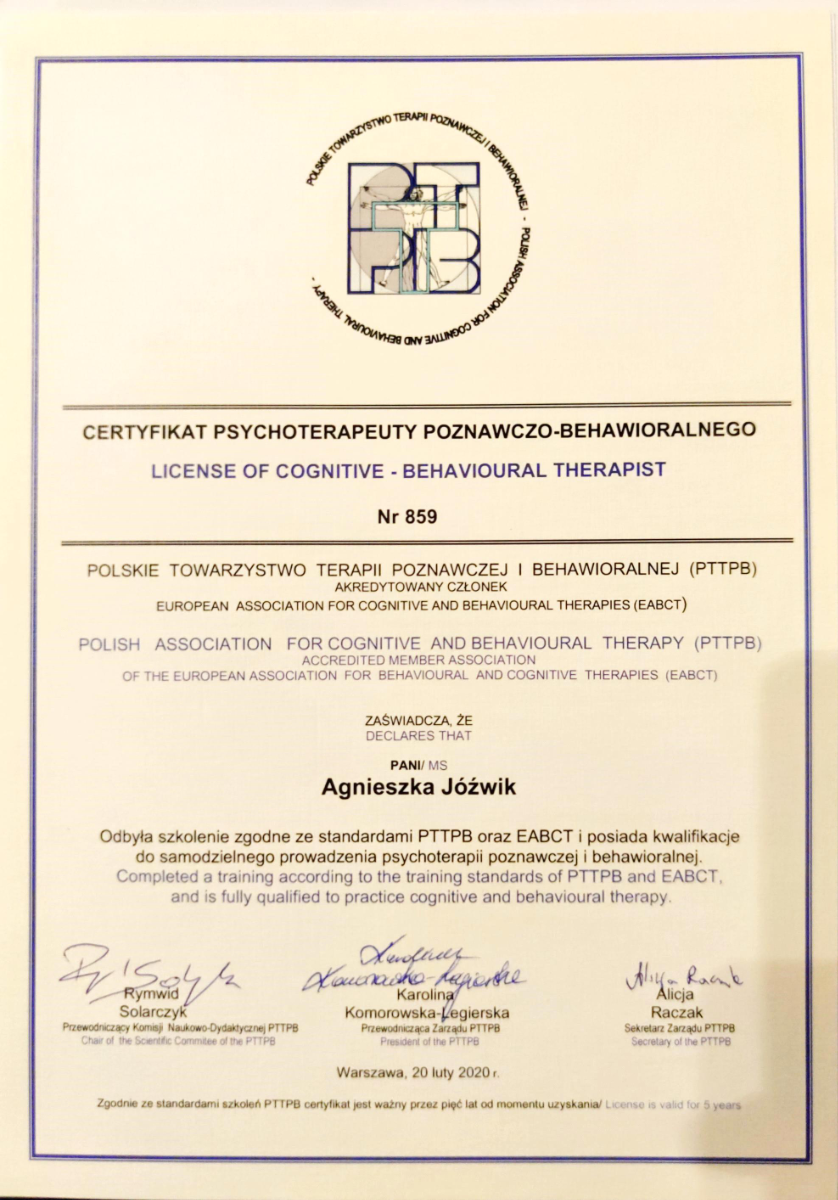 POLSKIE TOWARZYSTWO TERAPII POZNAWCZEJ I BEHAWIORALNEJ - POLISH ASSOCIATION FOR COGNITIVE AND BEHAVIOURAL THERAPY -
PT
PB
CERTYFIKAT PSYCHOTERAPEUTY POZNAWCZO-BEHAWIORALNEGO
LICENSE OF COGNITIVE - BEHAVIOURAL THERAPIST
Nr 859
POLSKIE TOWARZYSTWO TERAPII POZNAWCZEJ I BEHAWIORALNEJ (PTTPB)
AKREDYTOWANY CZŁONEK
EUROPEAN ASSOCIATION FOR COGNITIVE AND BEHAVIOURAL THERAPIES (EABCT)
POLISH ASSOCIATION FOR COGNITIVE AND BEHAVIOURAL THERAPY (PTTPB)
ACCREDITED MEMBER ASSOCIATION
OF THE EUROPEAN ASSOCIATION FOR BEHAVIOURAL AND COGNITIVE THERAPIES (EABCT)
ZAŚWIADCZA, ŻE
DECLARES THAT
PANI/ MS
Agnieszka Jóźwik
Odbyła szkolenie zgodne ze standardami PTTPB oraz EABCT i posiada kwalifikacje
do samodzielnego prowadzenia psychoterapii poznawczej i behawioralnej.
Completed a training according to the training standards of PTTPB and EABCT,
and is fully qualified to practice cognitive and behavioural therapy.
Karolina
Komorowska-Legierska
Alicja Raczak
Rymwid
Solarczyk
Przewodniczący Komisji Naukowo-Dydaktycznej PTTPB
Chair of the Scientific Commitee of the PTTPB
Karolina
Komorowska-Legierska
Przewodnicząca Zarządu PTTPB
President of the PTTPB
Alicja
Raczak
Sekretarz Zarządu PTTPB
Secretary of the PTTPB
Warszawa, 20 luty 2020 r.
Zgodnie ze standardami szkoleń PTTPB certyfikat jest ważny przez pięć lat od momentu uzyskania/ License is valid for 5 years